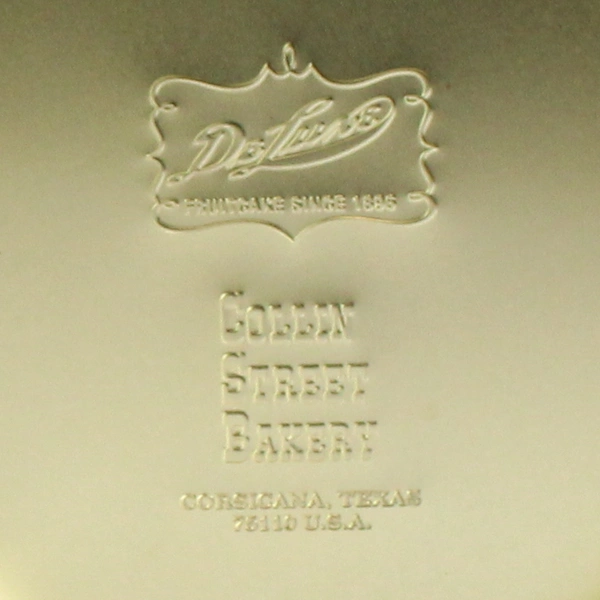 DeLuxe
FRUITCAKE SINCE 1896
COLLIN
STREET
BAKERY
CORSICANA, TEXAS
75110 U.S.A.